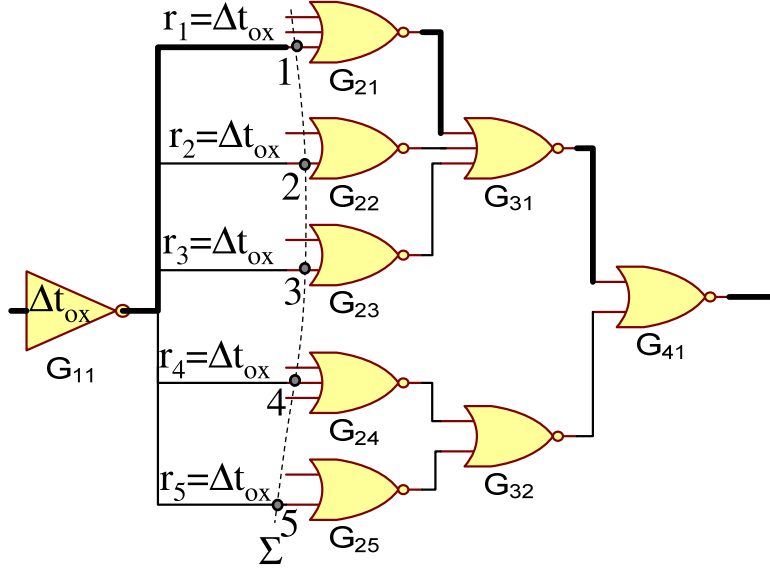 r₁=Δtₒₓ
1
G₂₁
r₂=Δtₒₓ
2
G₂₂
G₃₁
r₃=Δtₒₓ
3
G₂₃
Δtₒₓ
G₁₁
G₄₁
r₄=Δtₒₓ
4
G₂₄
G₃₂
r₅=Δtₒₓ
5
G₂₅
Σ